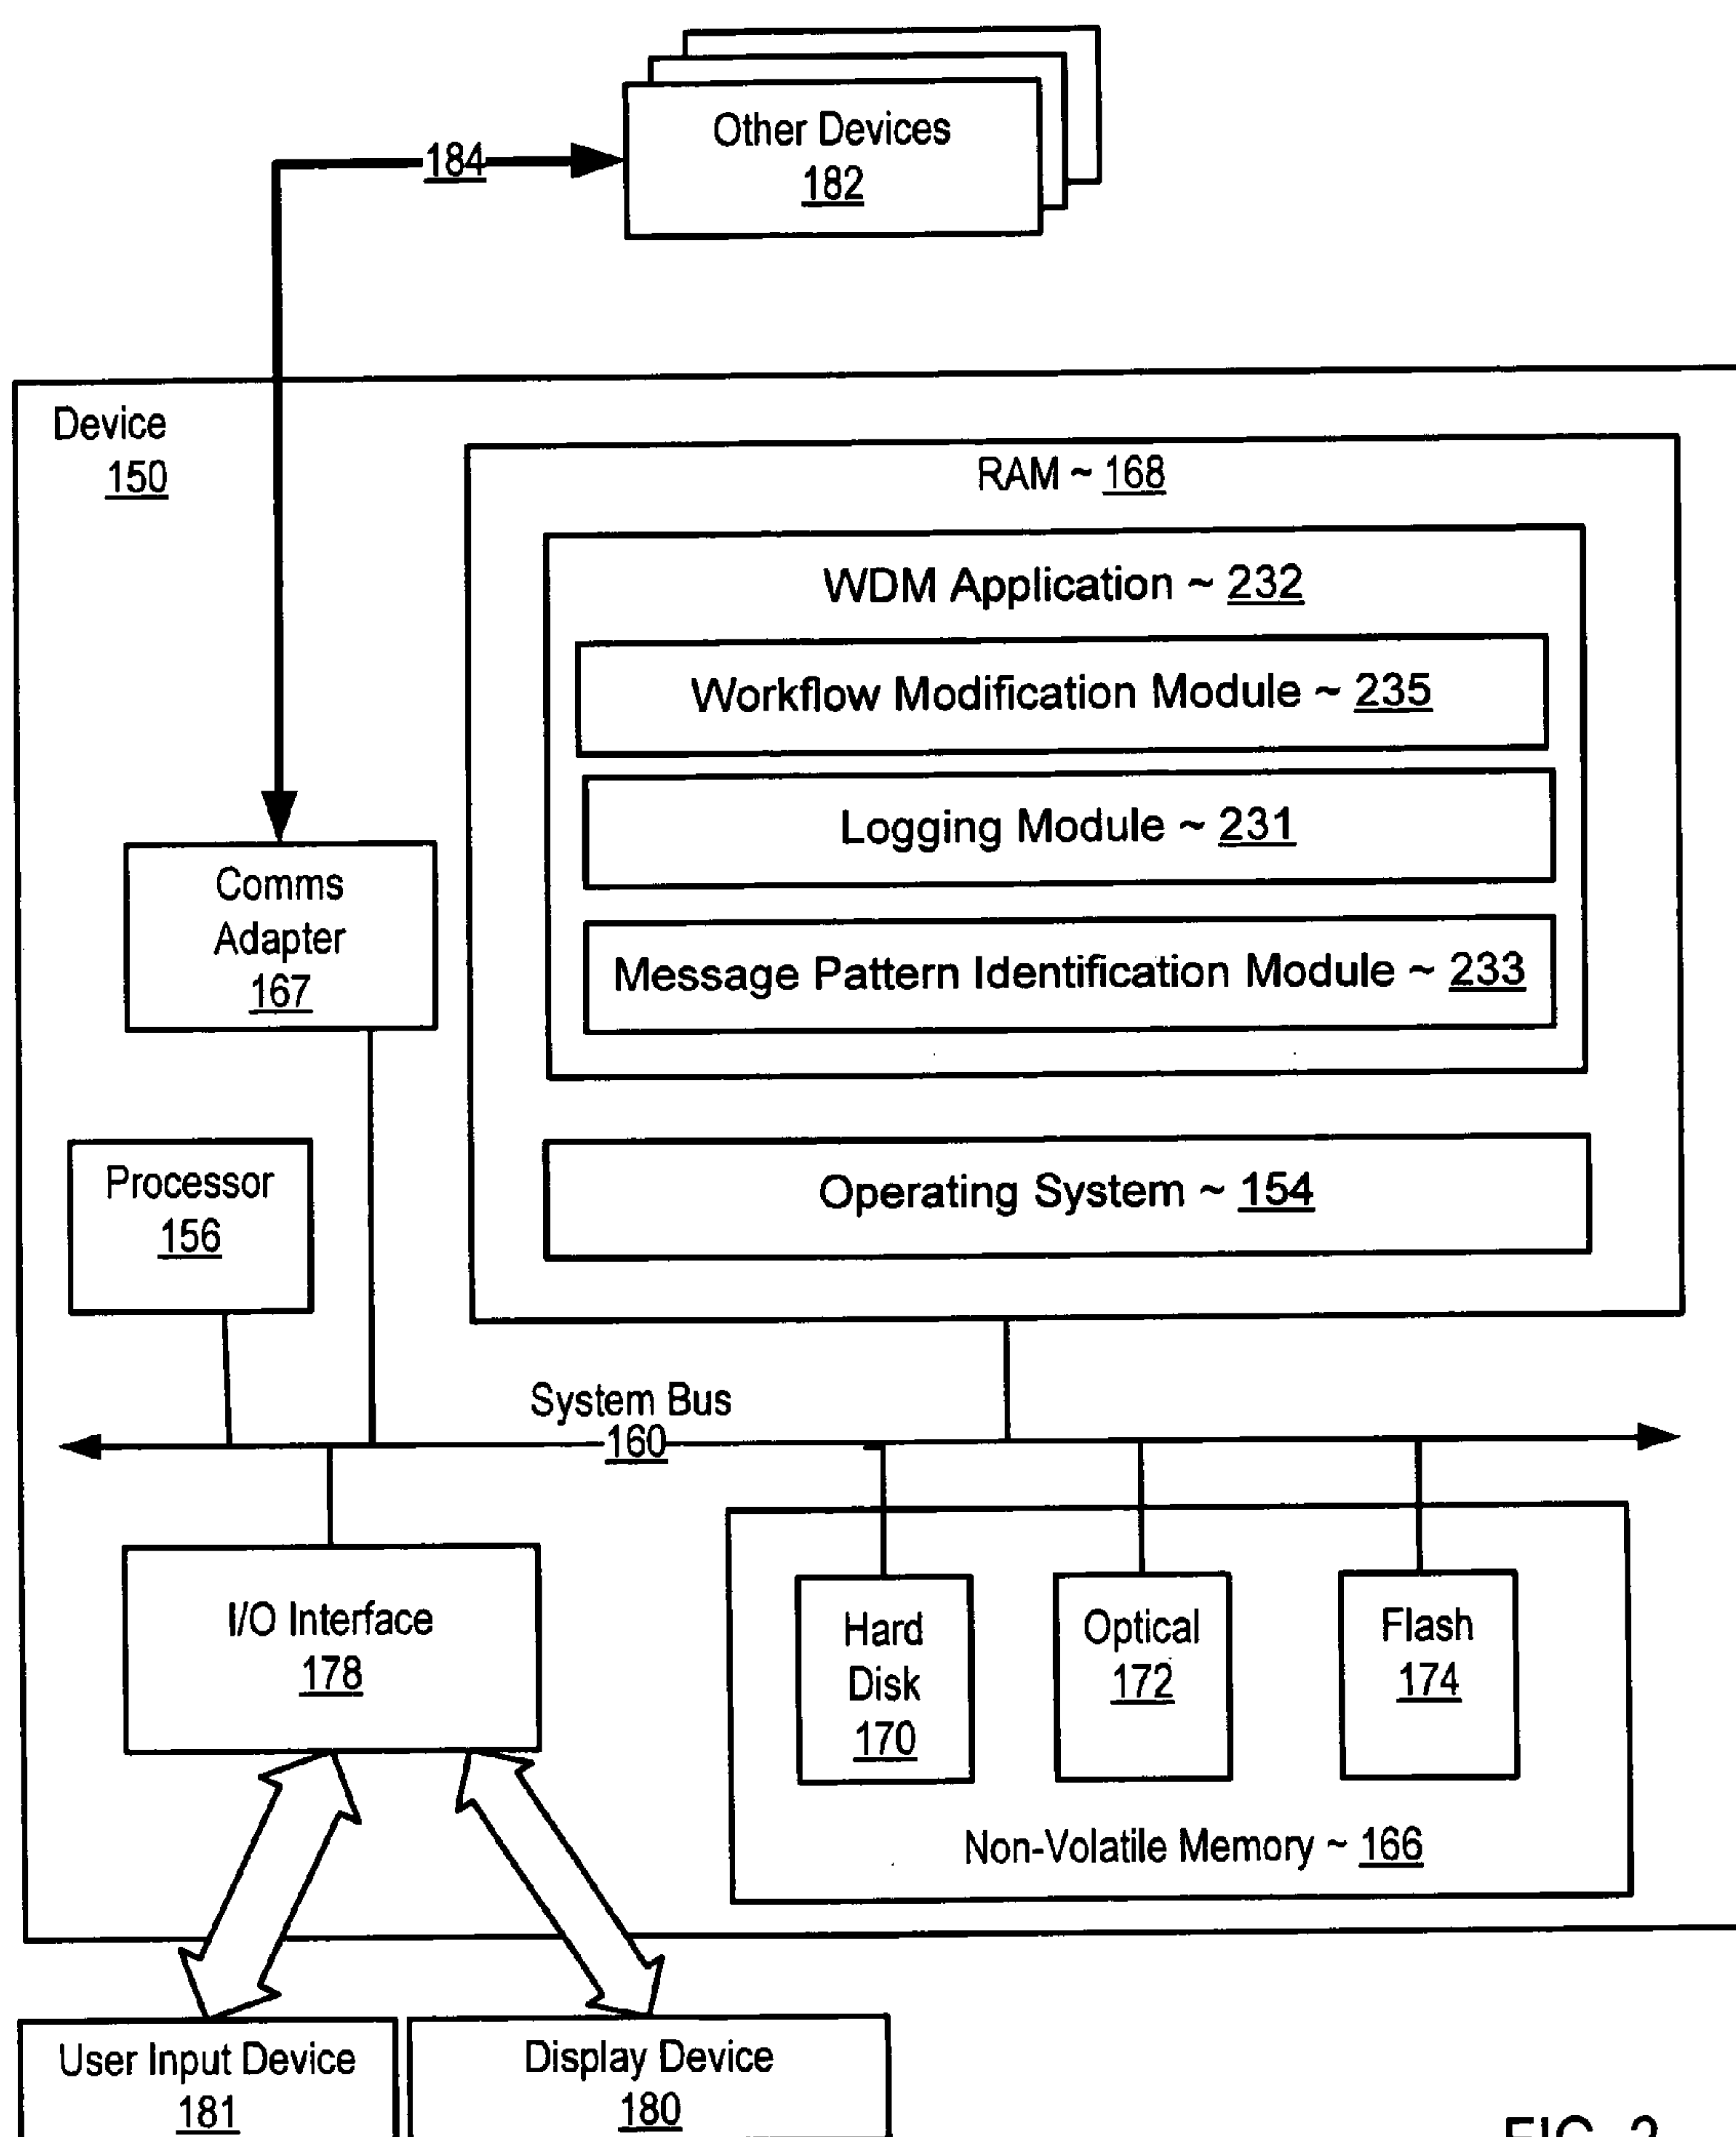 Other Devices
182
184
Device
150
RAM ~ 168
WDM Application ~ 232
Workflow Modification Module ~ 235
Logging Module ~ 231
Message Pattern Identification Module ~ 233
Comms
Adapter
167
Processor
156
Operating System ~ 154
System Bus
160
I/O Interface
178
Hard
Disk
170
Optical
172
Flash
174
Non-Volatile Memory ~ 166
User Input Device
181
Display Device
180
FIG. 2